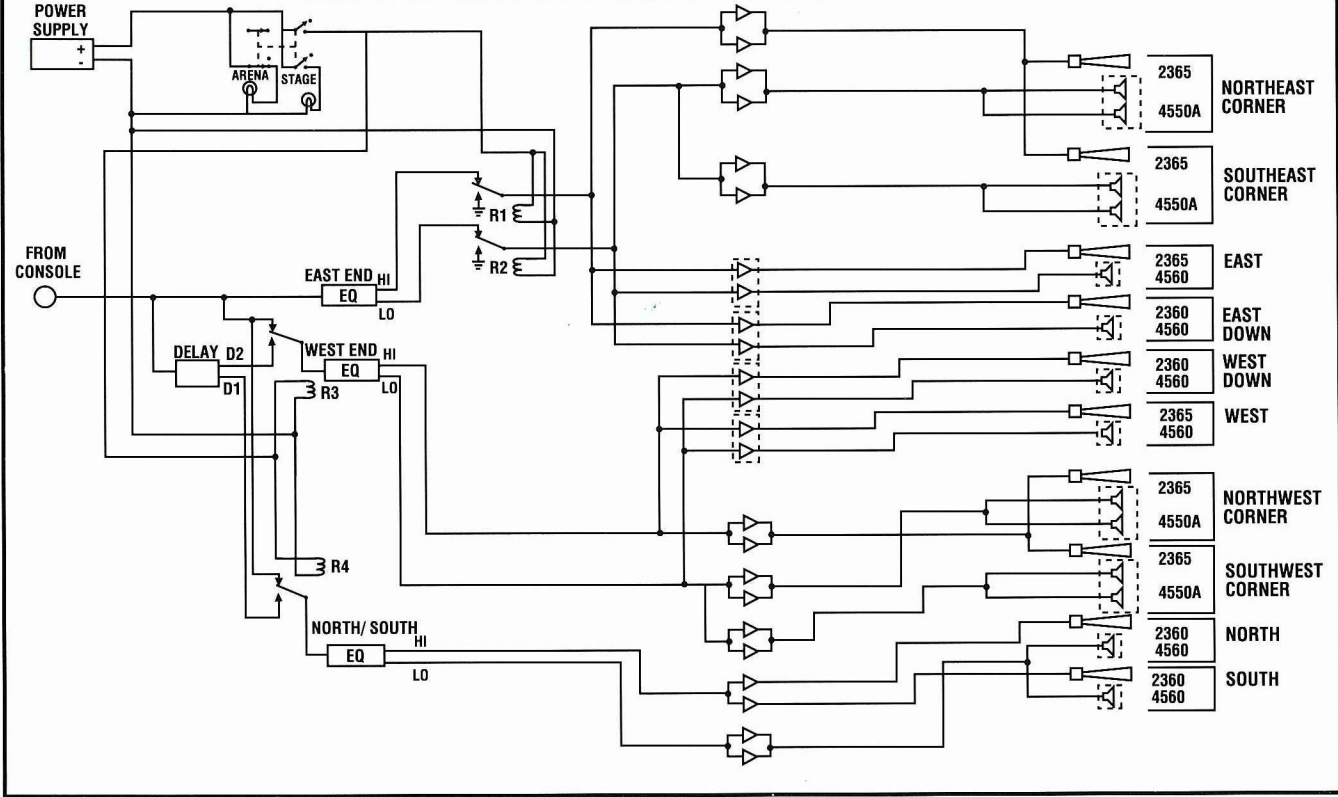 POWER
SUPPLY
+
-
ARENA
STAGE
FROM
CONSOLE
R1
R2
EAST END
HI
EQ
LO
DELAY
D2
D1
WEST END
HI
EQ
LO
R3
R4
NORTH/ SOUTH
HI
EQ
LO
2365
4550A
NORTHEAST
CORNER
2365
4550A
SOUTHEAST
CORNER
2365
4560
EAST
2360
4560
EAST
DOWN
2360
4560
WEST
DOWN
2365
4560
WEST
2365
4550A
NORTHWEST
CORNER
2365
4550A
SOUTHWEST
CORNER
2360
4560
NORTH
2360
4560
SOUTH